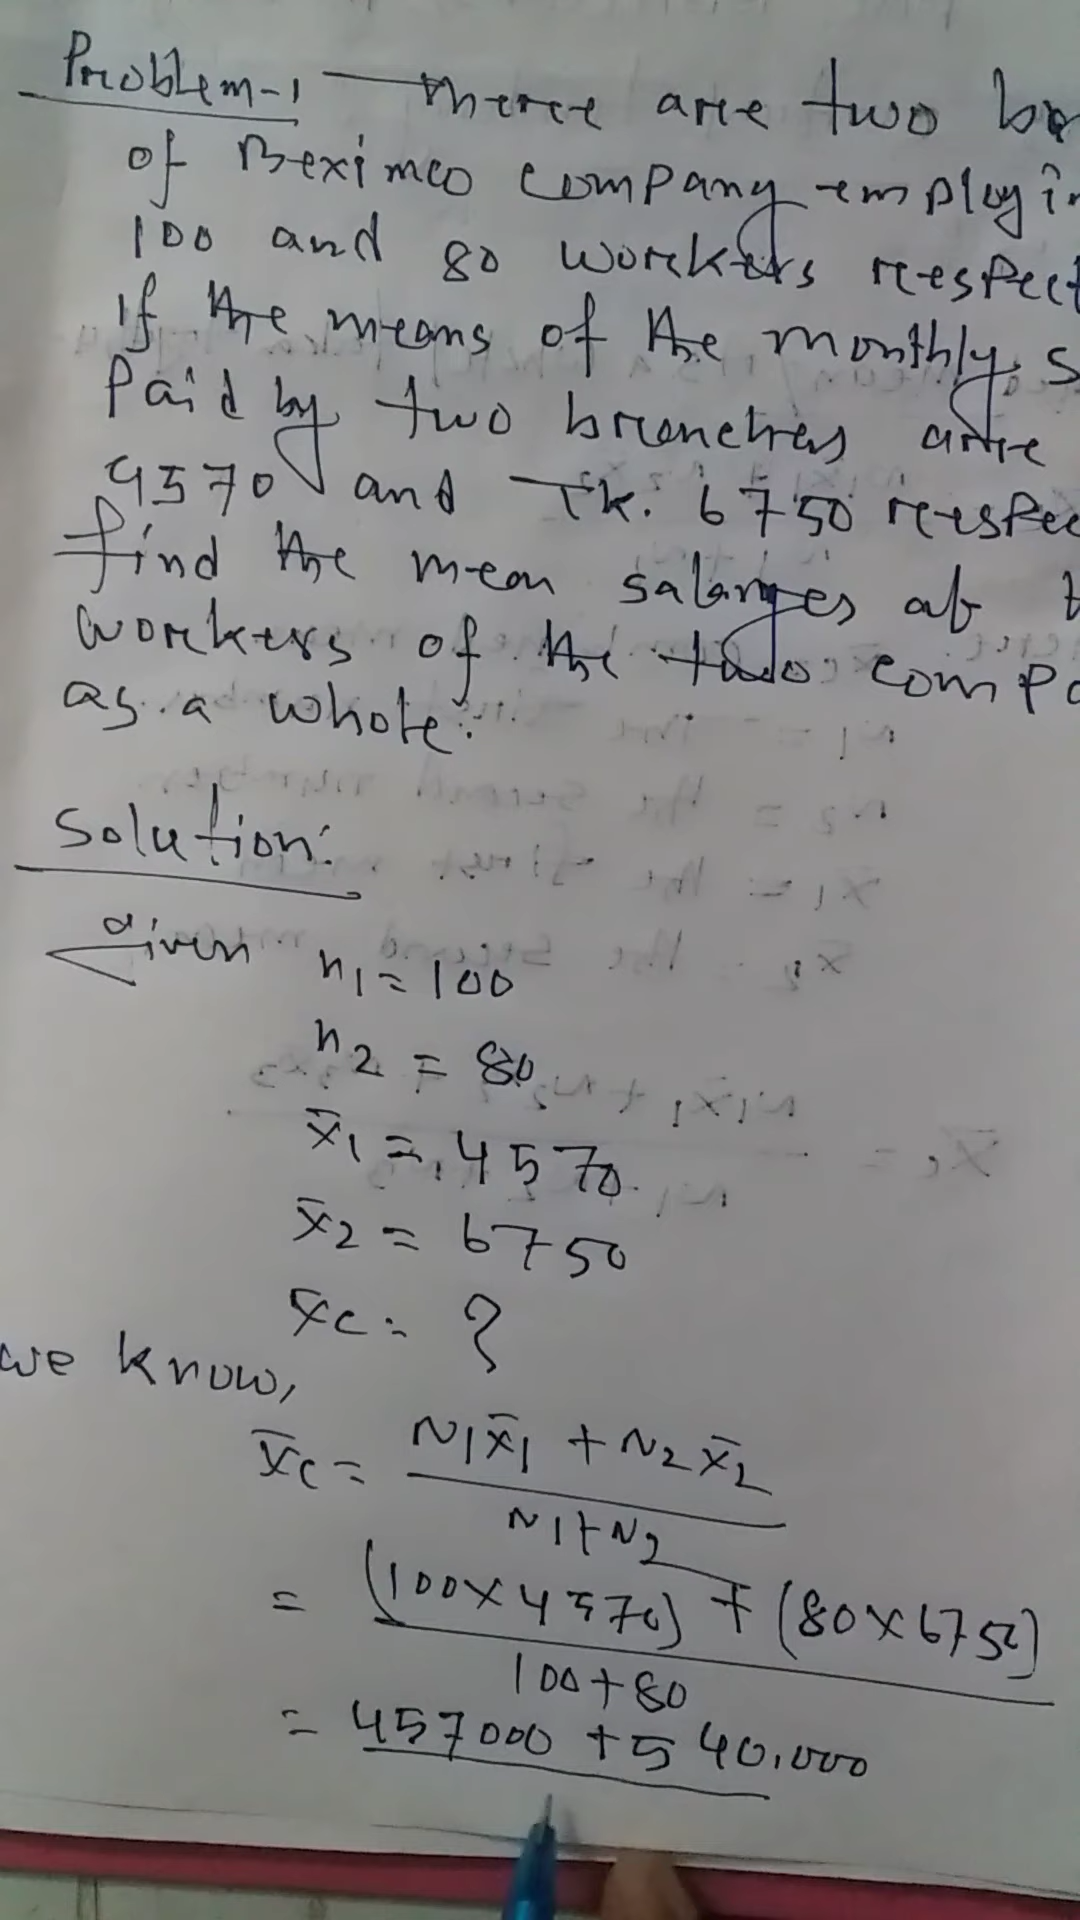 Problem-1 There are two br
of Beximco company employin
100 and 80 workers respect
If the means of the monthly s
Paid by two branches are
4570 and Tk. 6750 respec
find the mean salaries of t
workers of the two compa
as a whole.
Solution:
Given n1 = 100
n2 = 80
x̄1 = 4570
x̄2 = 6750
x̄c = ?
we know,
x̄c = N1x̄1 + N2x̄2
N1+N2
= (100×4570) + (80×6750)
100+80
= 457000 + 540.000